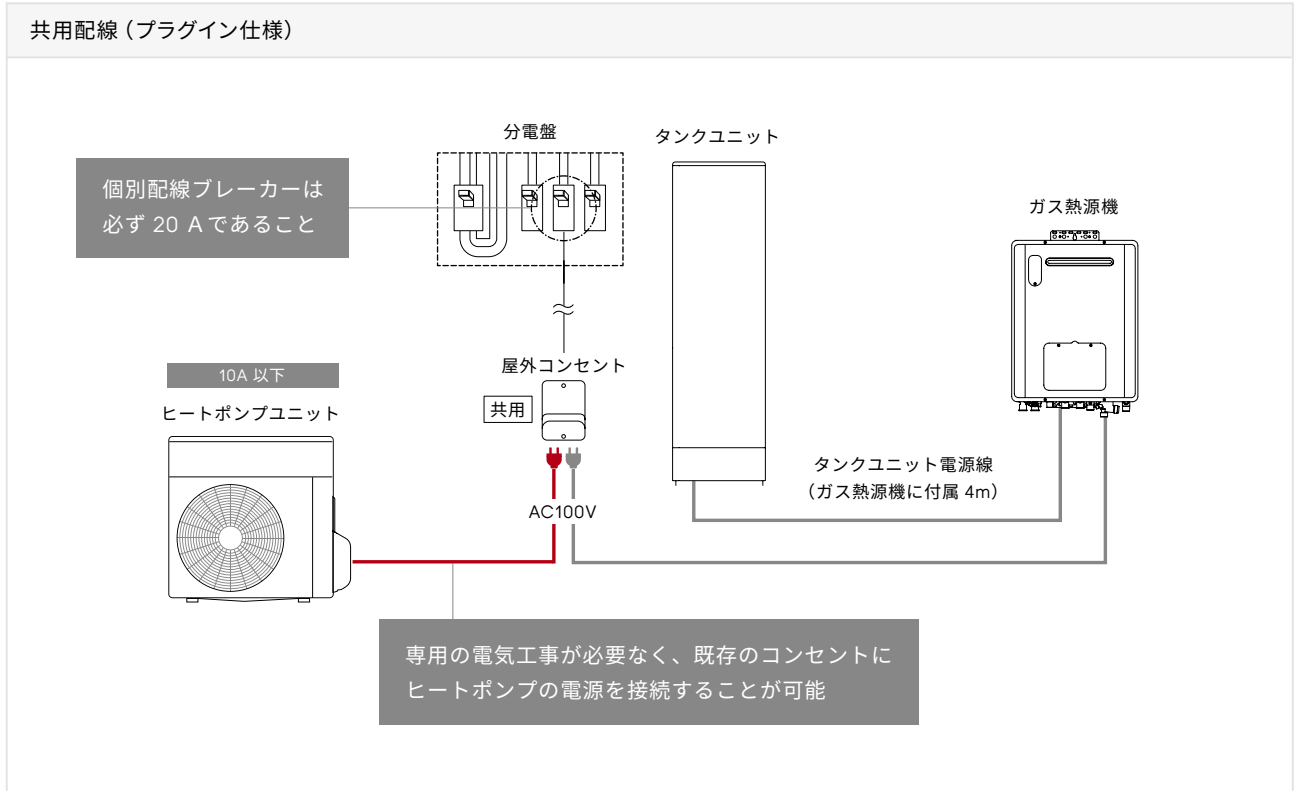 共用配線（プラグイン仕様）
分電盤
タンクユニット
個別配線ブレーカーは
必ず 20 Aであること
ガス熱源機
屋外コンセント
10A 以下
ヒートポンプユニット
共用
タンクユニット電源線
（ガス熱源機に付属 4m）
AC100V
専用の電気工事が必要なく、既存のコンセントに
ヒートポンプの電源を接続することが可能